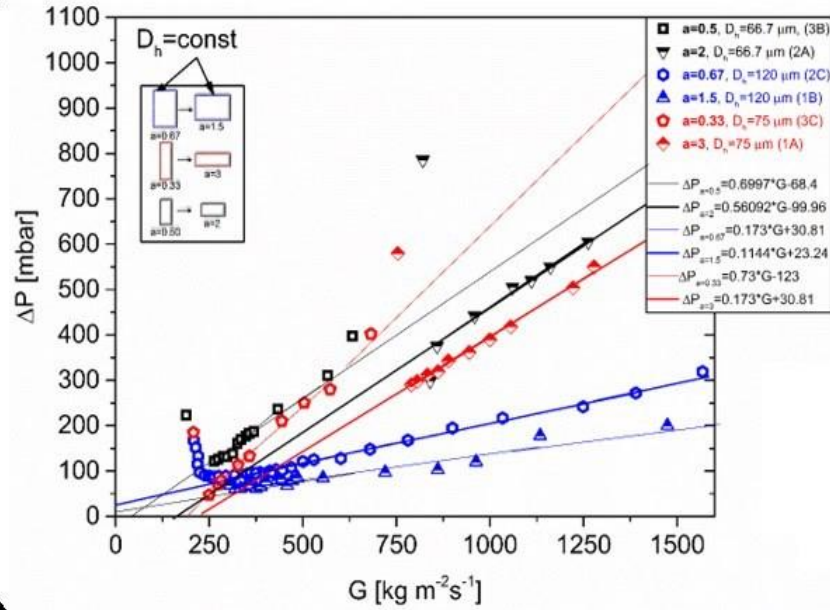 1100
1000
900
800
700
600
500
400
300
200
100
0
ΔP [mbar]
D_h=const
a=0.67
a=1.5
a=0.33
a=3
a=0.50
a=2
a=0.5, D_h=66.7 μm, (3B)
a=2, D_h=66.7 μm (2A)
a=0.67, D_h=120 μm (2C)
a=1.5, D_h=120 μm (1B)
a=0.33, D_h=75 μm (3C)
a=3, D_h=75 μm (1A)
ΔP_a=0.5=0.6997*G-68.4
ΔP_a=2=0.56092*G-99.96
ΔP_a=0.67=0.173*G+30.81
ΔP_a=1.5=0.1144*G+23.24
ΔP_a=0.33=0.73*G-123
ΔP_a=3=0.173*G+30.81
0
250
500
750
1000
1250
1500
G [kg m⁻²s⁻¹]